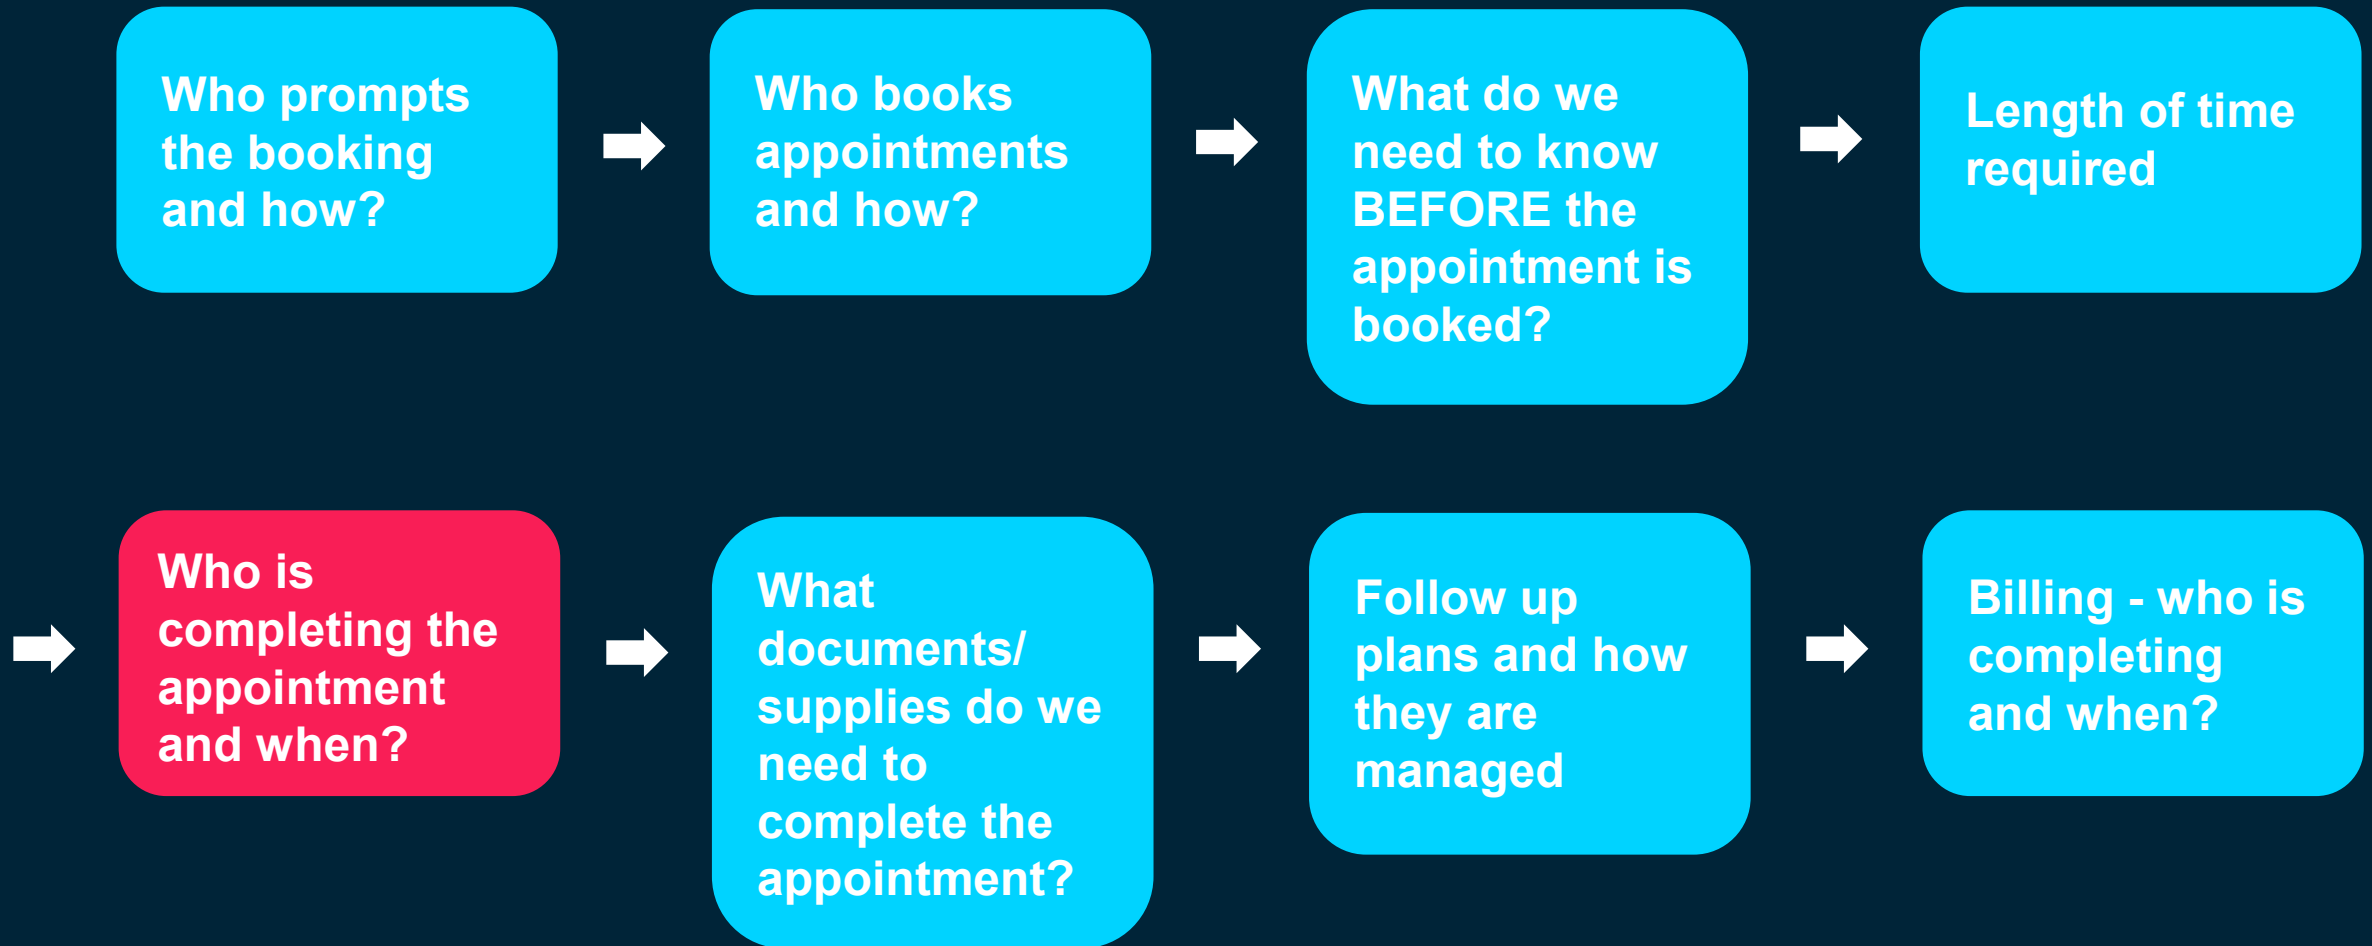 Who prompts
the booking
and how?
Who books
appointments
and how?
What do we
need to know
BEFORE the
appointment is
booked?
Length of time
required
Who is
completing the
appointment
and when?
What
documents/
supplies do we
need to
complete the
appointment?
Follow up
plans and how
they are
managed
Billing - who is
completing
and when?